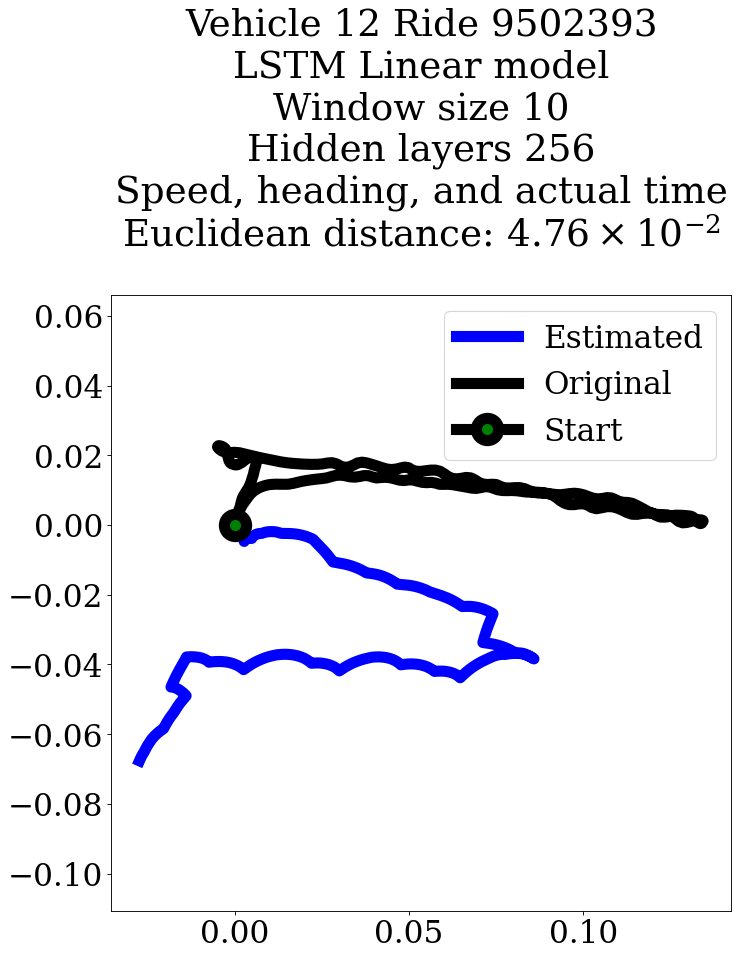 Vehicle 12 Ride 9502393
LSTM Linear model
Window size 10
Hidden layers 256
Speed, heading, and actual time
Euclidean distance: 4.76 × 10⁻²
Estimated
Original
Start
0.06
0.04
0.02
0.00
−0.02
−0.04
−0.06
−0.08
−0.10
0.00 0.05 0.10